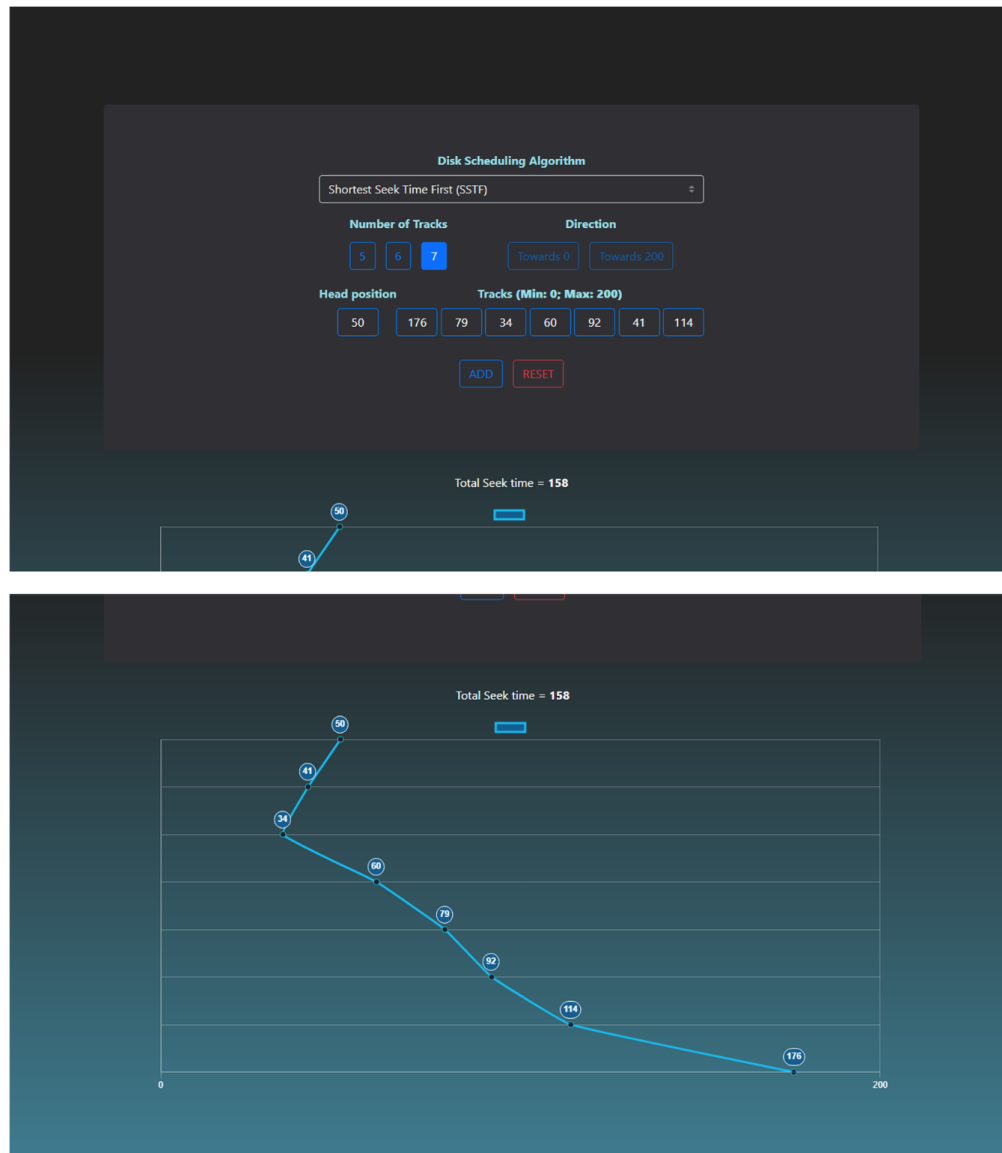 Disk Scheduling Algorithm
Shortest Seek Time First (SSTF)
Number of Tracks Direction
5 6 7 Towards 0 Towards 200
Head position Tracks (Min: 0; Max: 200)
50 176 79 34 60 92 41 114
ADD RESET
Total Seek time = 158
50
41
Total Seek time = 158
50
41
34
60
79
92
114
176
0 200